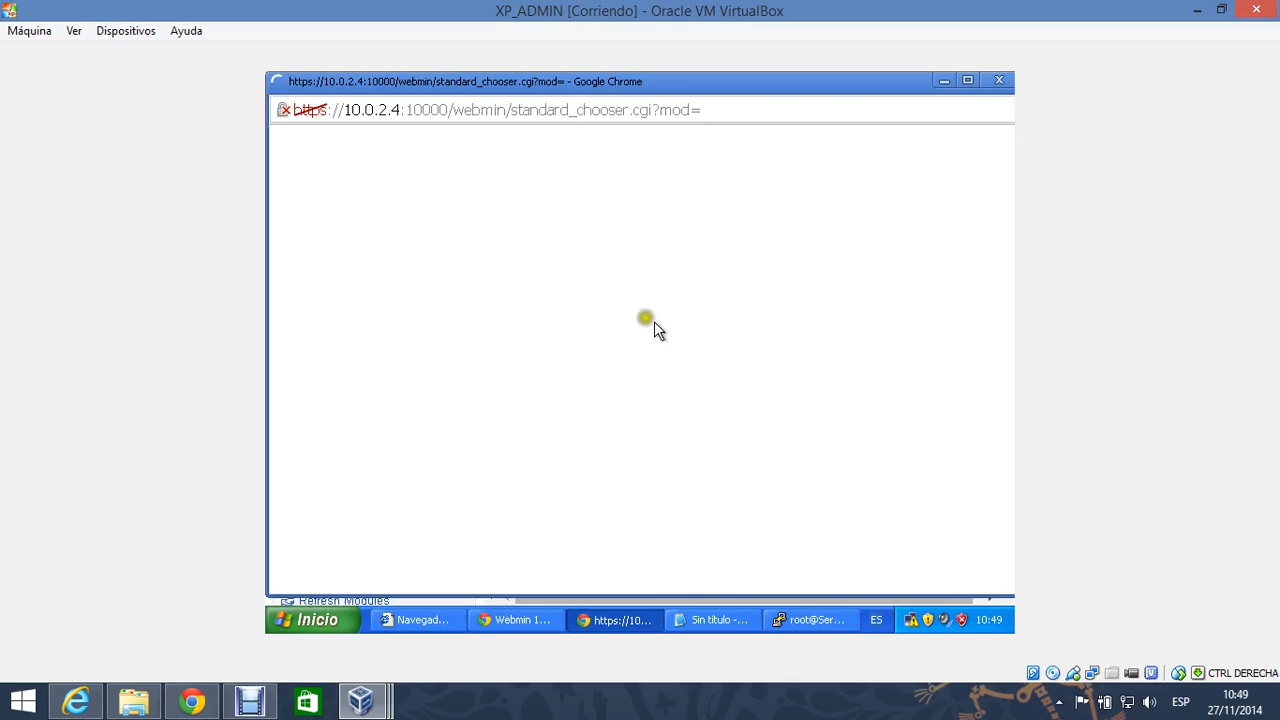 XP_ADMIN [Corriendo] - Oracle VM VirtualBox
Máquina Ver Dispositivos Ayuda
https://10.0.2.4:10000/webmin/standard_chooser.cgi?mod= - Google Chrome
https://10.0.2.4:10000/webmin/standard_chooser.cgi?mod=
Refresh Modules
Inicio Navegad... Webmin 1... https://10... Sin título -... root@Ser... ES 10:49
CTRL DERECHA
ESP 10:49
27/11/2014